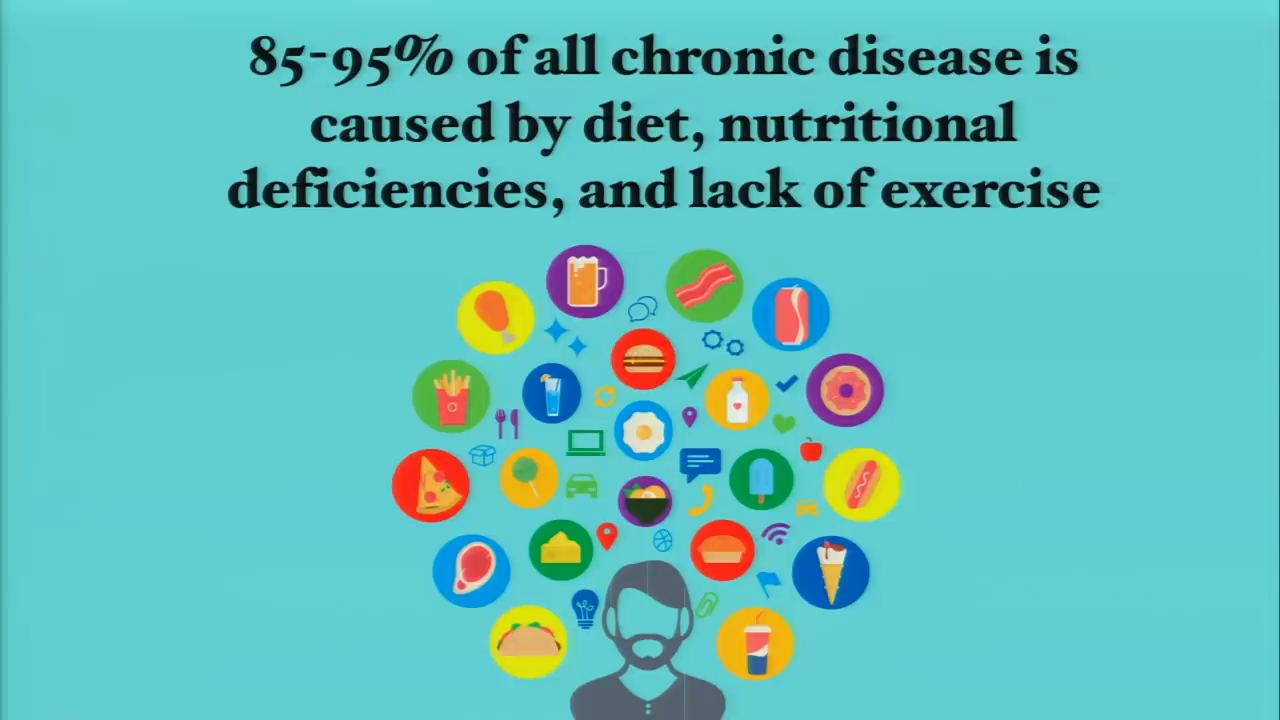 85-95% of all chronic disease is
caused by diet, nutritional
deficiencies, and lack of exercise